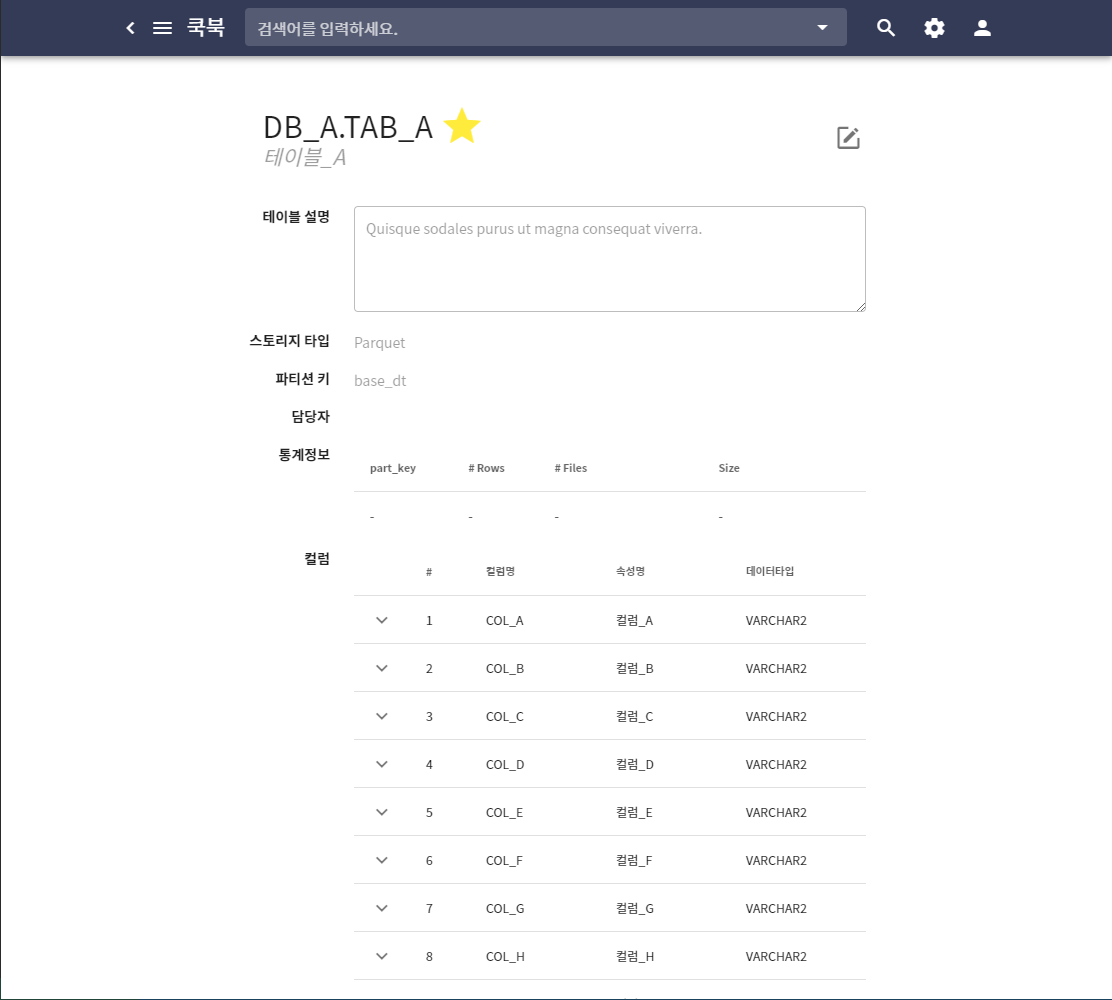 쿡북 검색어를 입력하세요.
DB_A.TAB_A
테이블_A
테이블 설명 Quisque sodales purus ut magna consequat viverra.
스토리지 타입 Parquet
파티션 키 base_dt
담당자
통계정보
part_key # Rows # Files Size
- - - -
컬럼
# 컬럼명 속성명 데이터타입
1 COL_A 컬럼_A VARCHAR2
2 COL_B 컬럼_B VARCHAR2
3 COL_C 컬럼_C VARCHAR2
4 COL_D 컬럼_D VARCHAR2
5 COL_E 컬럼_E VARCHAR2
6 COL_F 컬럼_F VARCHAR2
7 COL_G 컬럼_G VARCHAR2
8 COL_H 컬럼_H VARCHAR2